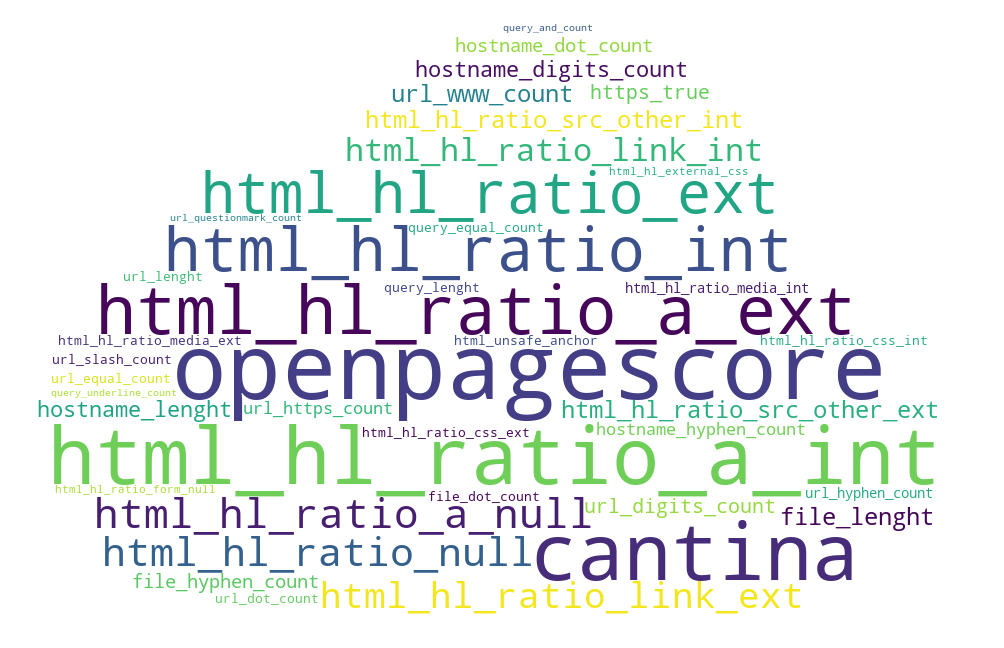 query_and_count
hostname_dot_count
hostname_digits_count
url_www_count https_true
html_hl_ratio_src_other_int
html_hl_ratio_link_int
html_hl_external_css
html_hl_ratio_ext
url_questionmark_count
query_equal_count
html_hl_ratio_int
url_lenght
query_lenght html_hl_ratio_media_int
html_hl_ratio_a_ext
html_hl_ratio_media_ext html_unsafe_anchor html_hl_ratio_css_int
url_slash_count
openpagescore
url_equal_count
query_underline_count
hostname_lenght url_https_count html_hl_ratio_src_other_ext
html_hl_ratio_css_ext hostname_hyphen_count
html_hl_ratio_a_int
html_hl_ratio_form_null file_dot_count url_hyphen_count
html_hl_ratio_a_null url_digits_count file_lenght
html_hl_ratio_null cantina
file_hyphen_count
url_dot_count html_hl_ratio_link_ext